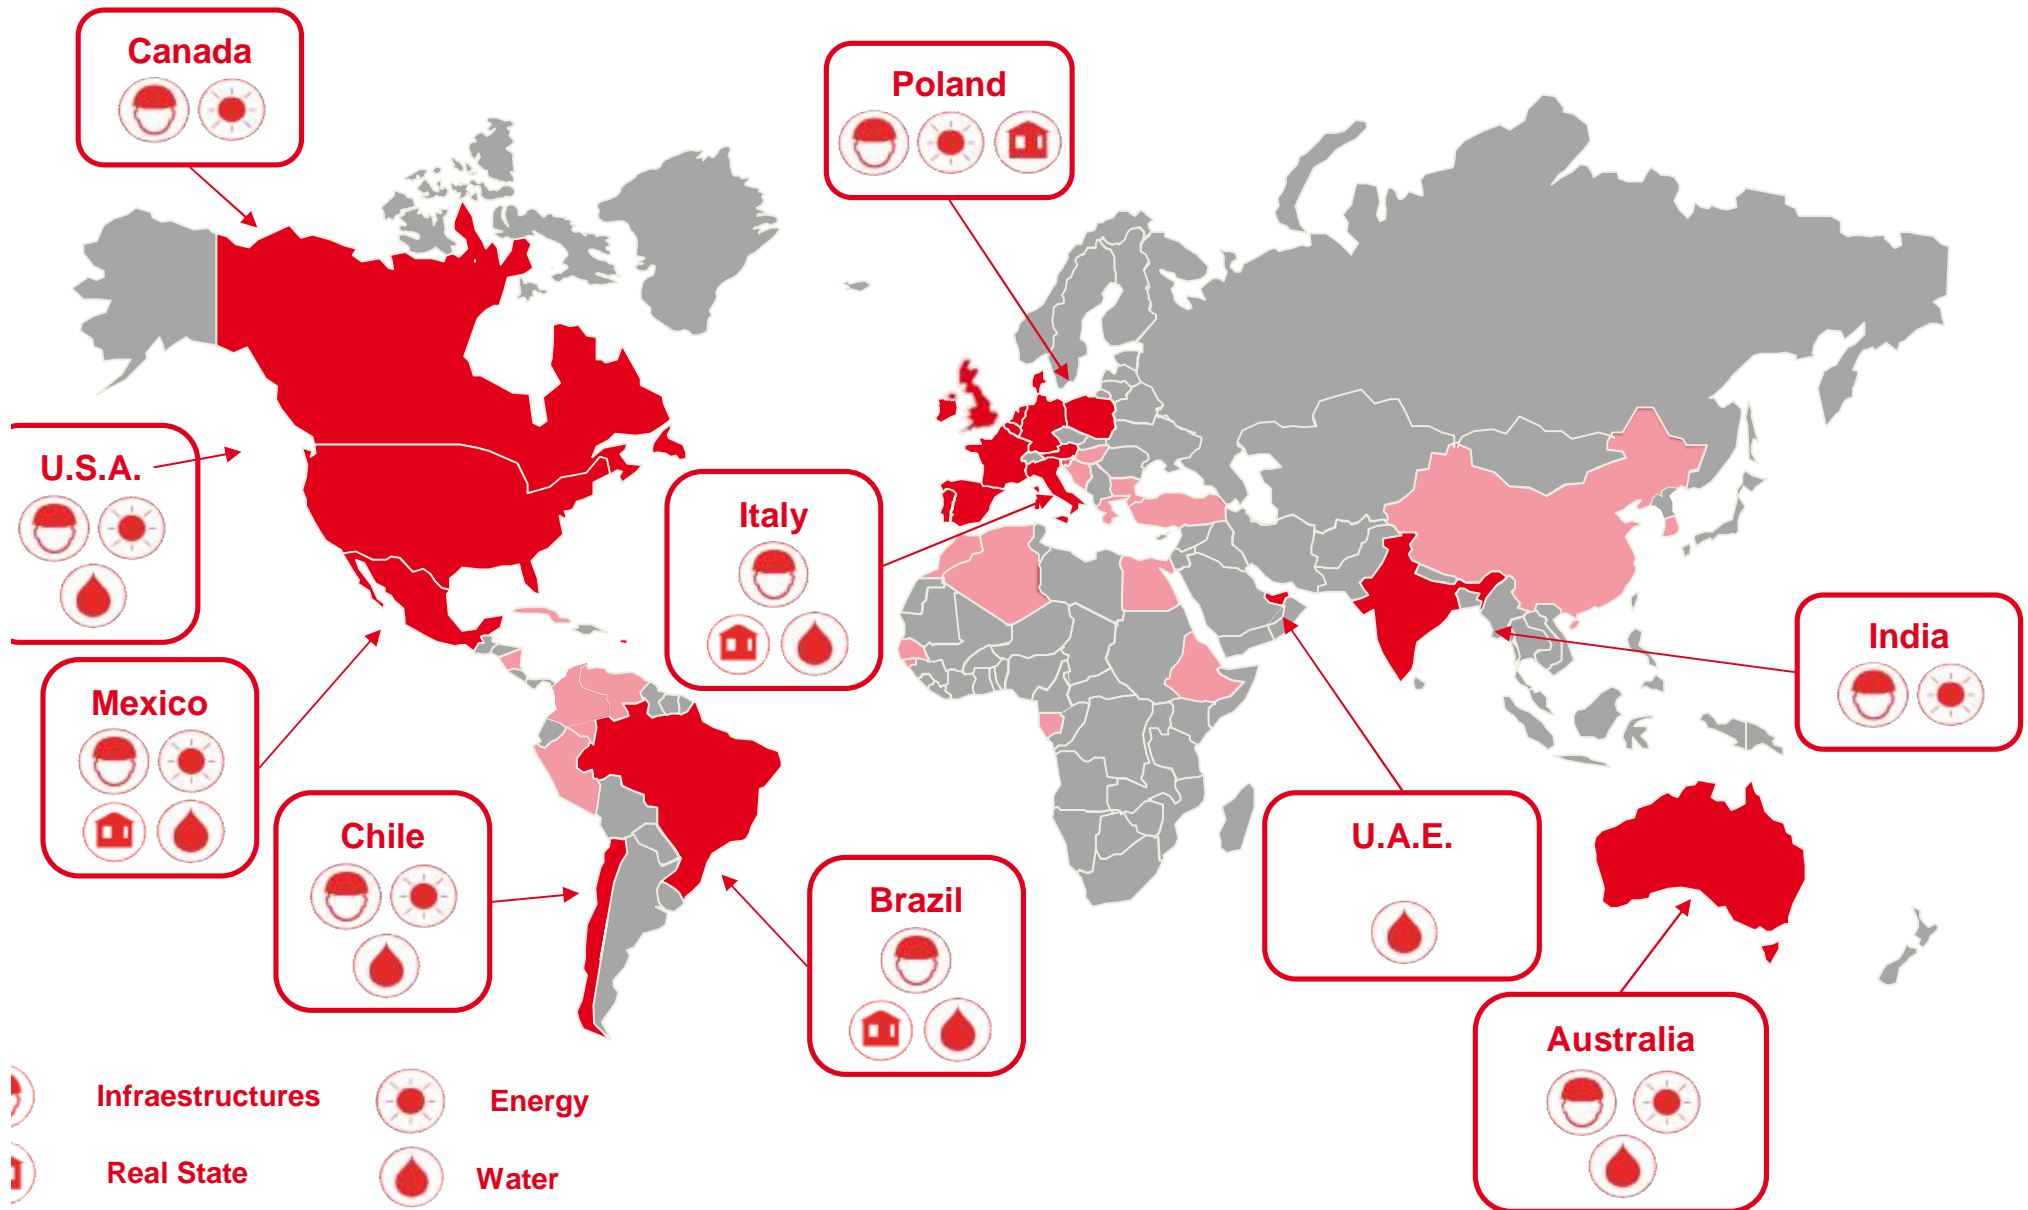 Canada
Poland
U.S.A.
Italy
India
Mexico
Chile
U.A.E.
Brazil
Australia
Infraestructures
Energy
Real State
Water